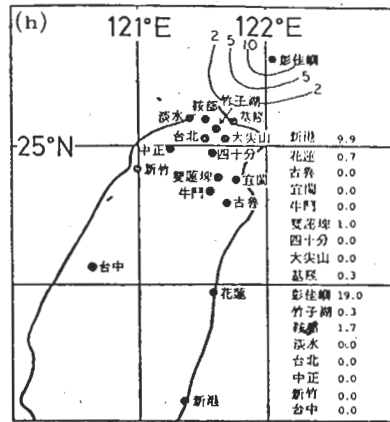 (h)
121°E 122°E
2 5 10
彭佳嶼
5
2
鞍部 竹子湖
淡水 基隆
台北 大尖山
25°N
中正 四十分
新竹
雙蓮埤 宜蘭
牛鬥
古魯
台中
花蓮
新港
新港 9.9
花蓮 0.7
古魯 0.0
宜蘭 0.0
牛鬥 0.0
雙蓮埤 1.0
四十分 0.0
大尖山 0.0
基隆 0.3
彭佳嶼 19.0
竹子湖 0.3
鞍部 1.7
淡水 0.0
台北 0.0
中正 0.0
新竹 0.0
台中 0.0